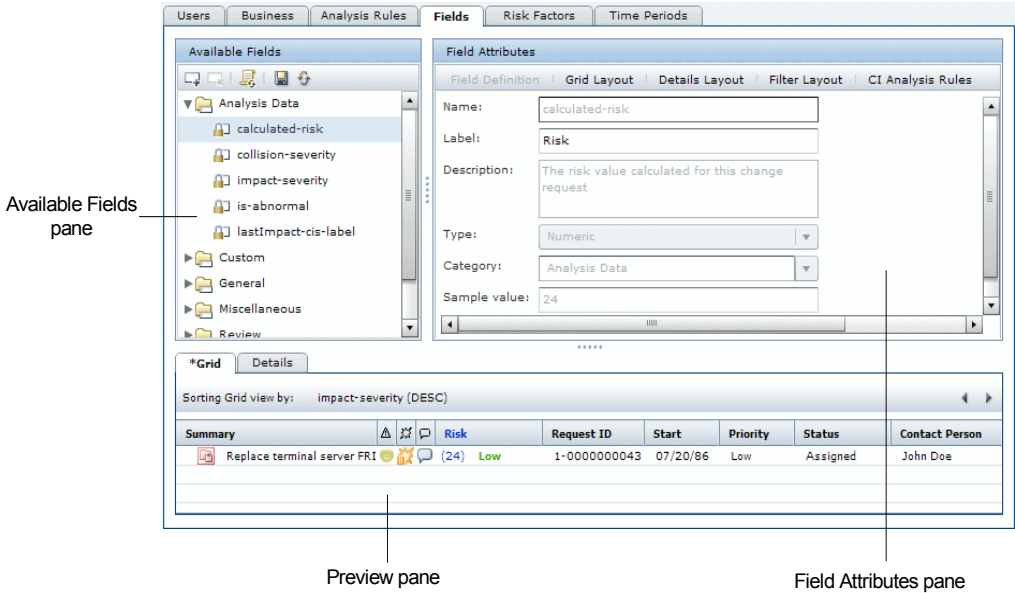 Users Business Analysis Rules Fields Risk Factors Time Periods
Available Fields
Analysis Data
calculated-risk
collision-severity
impact-severity
is-abnormal
lastImpact-cis-label
Custom
General
Miscellaneous
Review
Field Attributes
Field Definition Grid Layout Details Layout Filter Layout CI Analysis Rules
Name: calculated-risk
Label: Risk
Description: The risk value calculated for this change
request
Type: Numeric
Category: Analysis Data
Sample value: 24
Available Fields
pane
*Grid Details
Sorting Grid view by: impact-severity (DESC)
Summary Risk Request ID Start Priority Status Contact Person
Replace terminal server FRI (24) Low 1-0000000043 07/20/86 Low Assigned John Doe
Preview pane
Field Attributes pane